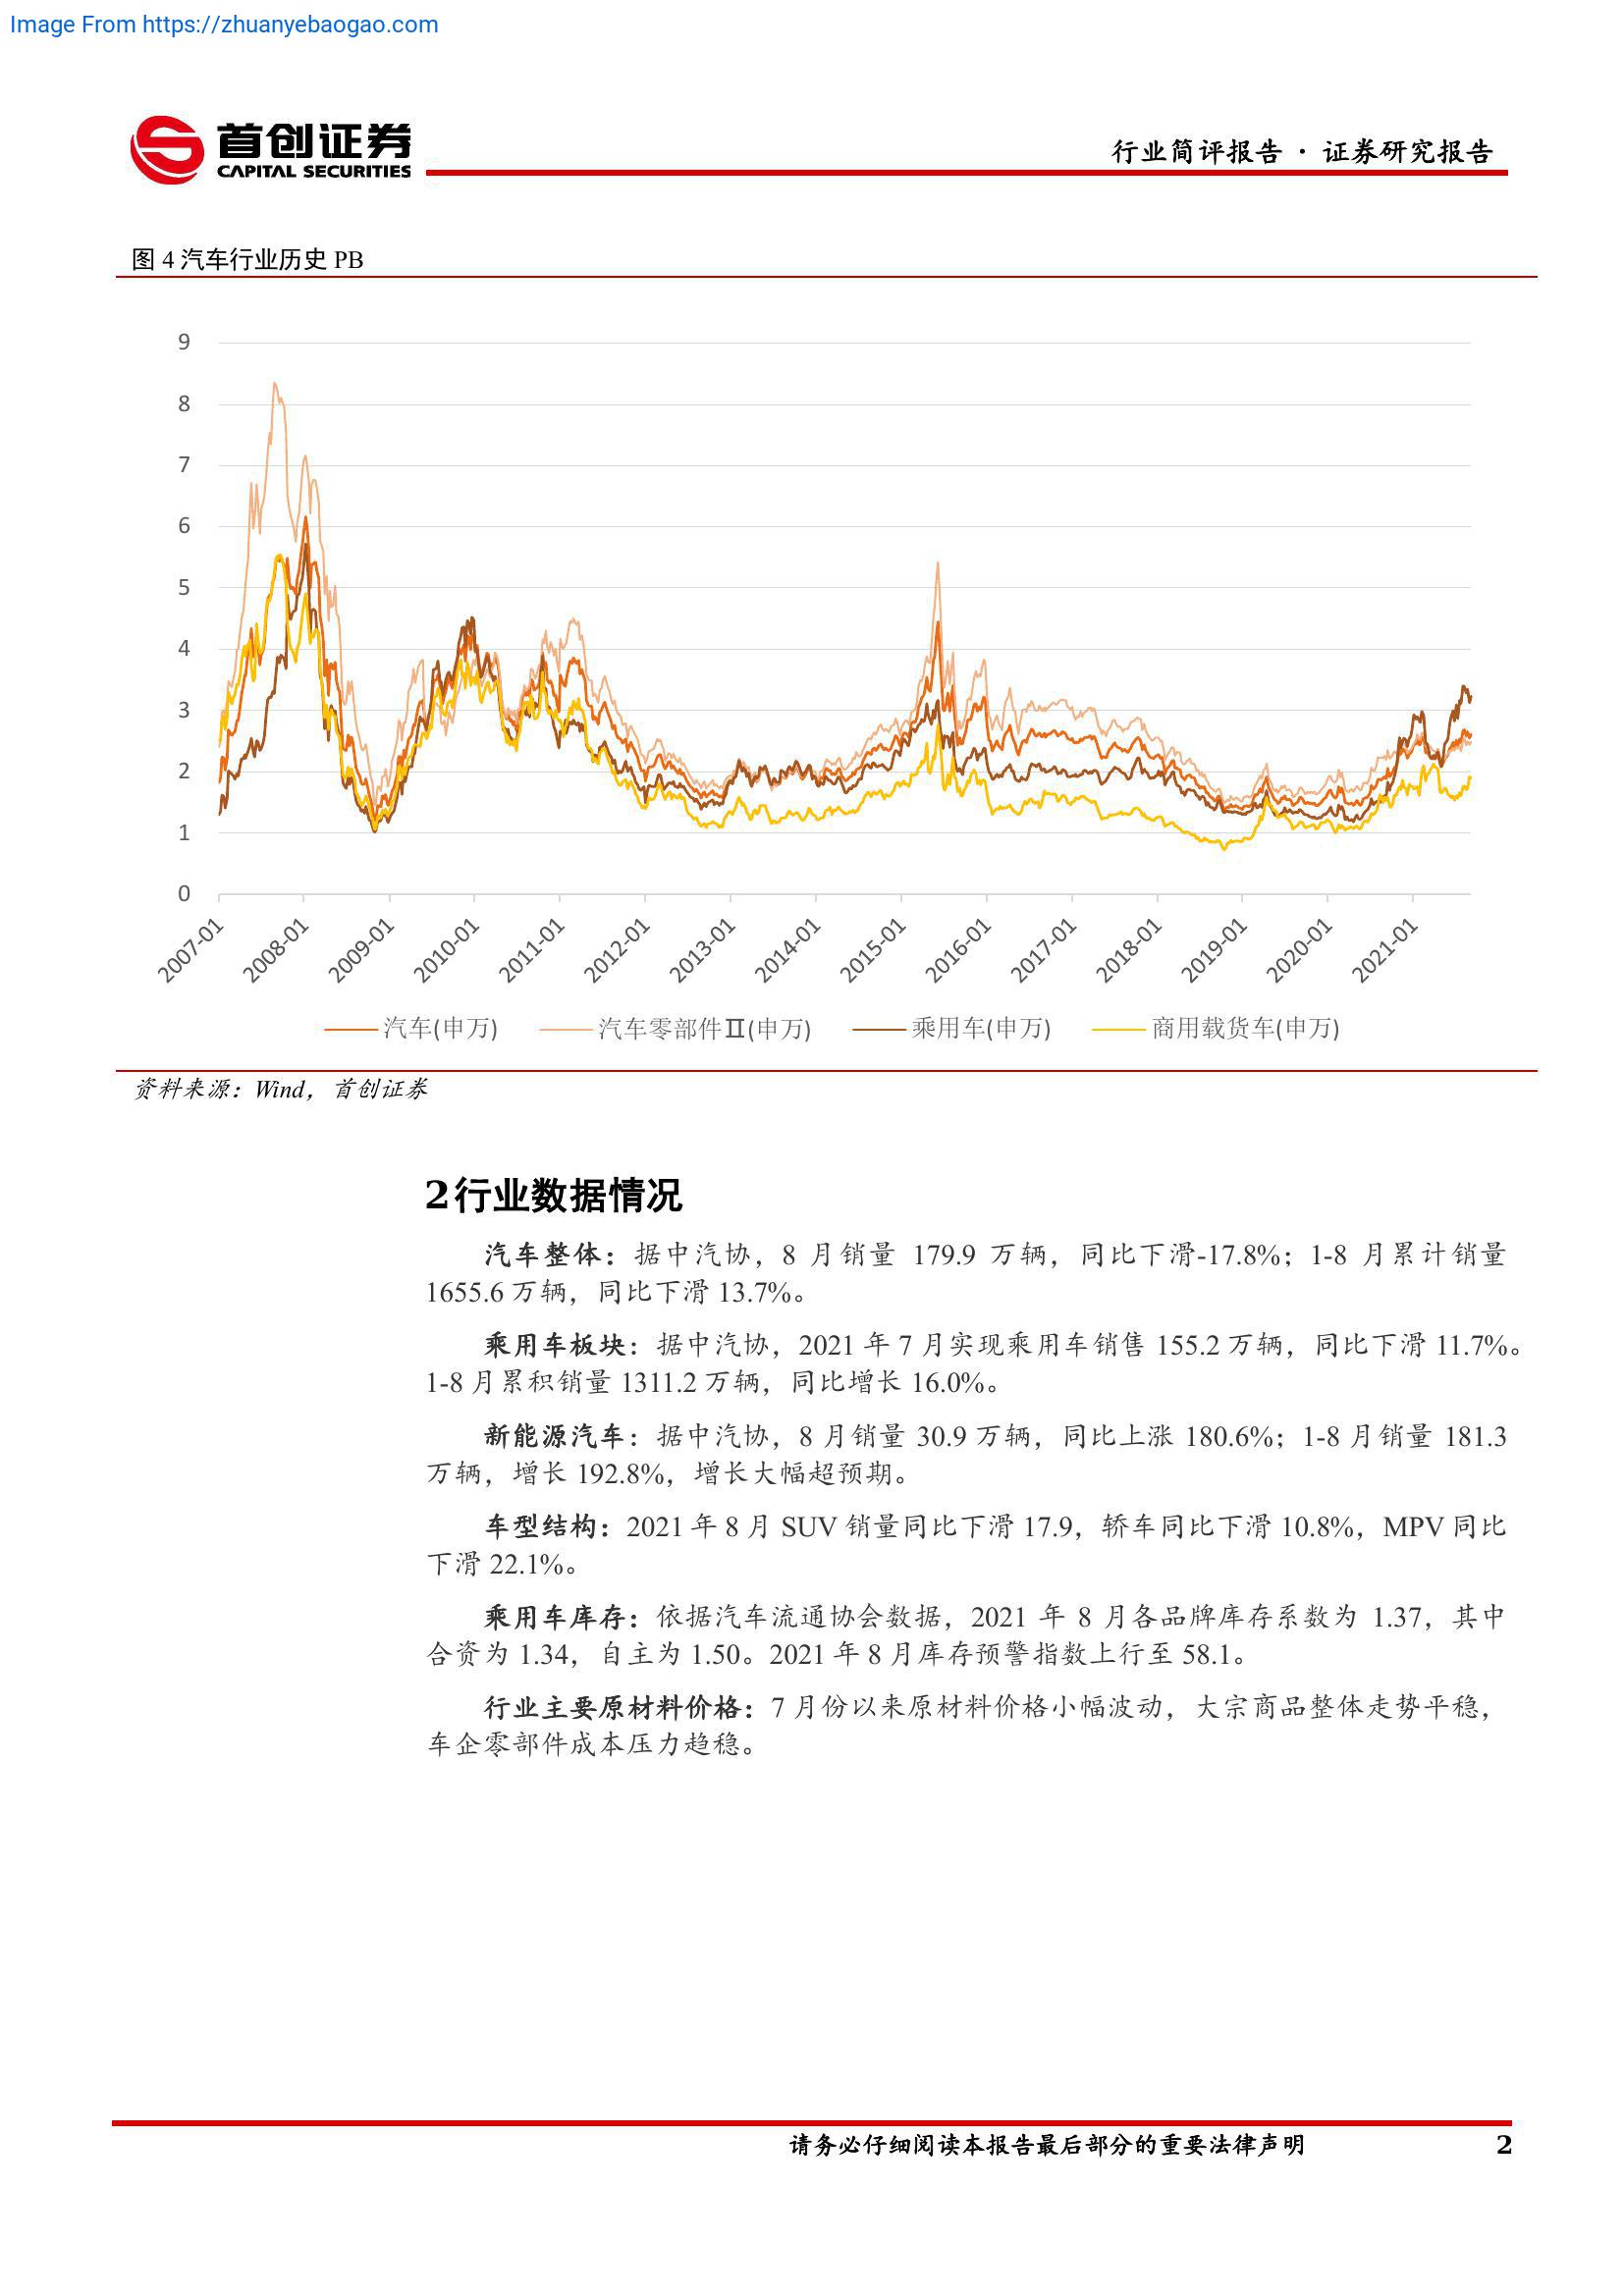 Image From https://zhuanyebaogao.com
首创证券
CAPITAL SECURITIES
行业简评报告 · 证券研究报告
图 4 汽车行业历史 PB
9
8
7
6
5
4
3
2
1
0
2007-01
2008-01
2009-01
2010-01
2011-01
2012-01
2013-01
2014-01
2015-01
2016-01
2017-01
2018-01
2019-01
2020-01
2021-01
汽车(申万)
汽车零部件Ⅱ(申万)
乘用车(申万)
商用载货车(申万)
资料来源：Wind，首创证券
2 行业数据情况
汽车整体：据中汽协，8 月销量 179.9 万辆，同比下滑-17.8%；1-8 月累计销量
1655.6 万辆，同比下滑 13.7%。
乘用车板块：据中汽协，2021 年 7 月实现乘用车销售 155.2 万辆，同比下滑 11.7%。
1-8 月累积销量 1311.2 万辆，同比增长 16.0%。
新能源汽车：据中汽协，8 月销量 30.9 万辆，同比上涨 180.6%；1-8 月销量 181.3
万辆，增长 192.8%，增长大幅超预期。
车型结构：2021 年 8 月 SUV 销量同比下滑 17.9，轿车同比下滑 10.8%，MPV 同比
下滑 22.1%。
乘用车库存：依据汽车流通协会数据，2021 年 8 月各品牌库存系数为 1.37，其中
合资为 1.34，自主为 1.50。2021 年 8 月库存预警指数上行至 58.1。
行业主要原材料价格：7 月份以来原材料价格小幅波动，大宗商品整体走势平稳，
车企零部件成本压力趋稳。
请务必仔细阅读本报告最后部分的重要法律声明
2